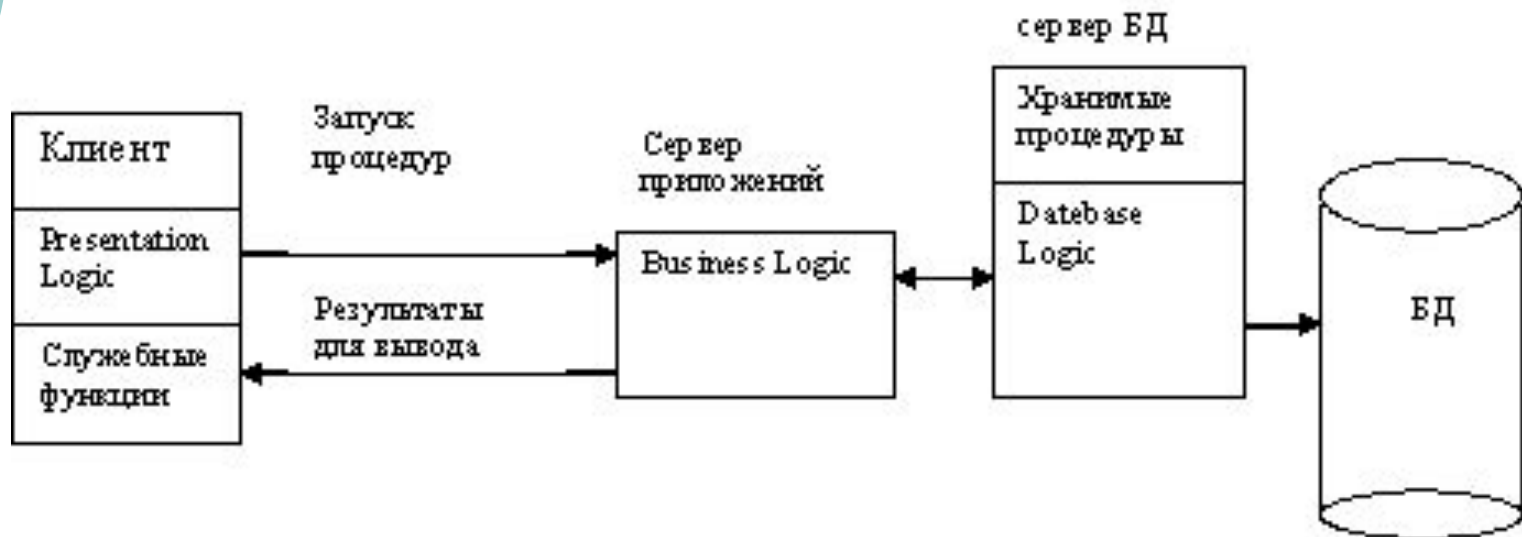 Клиент
Presentation
Logic
Служебные
функции
Запуск
процедур
Результаты
для вывода
Сервер
приложений
Business Logic
сервер БД
Хранимые
процедуры
Datebase
Logic
БД